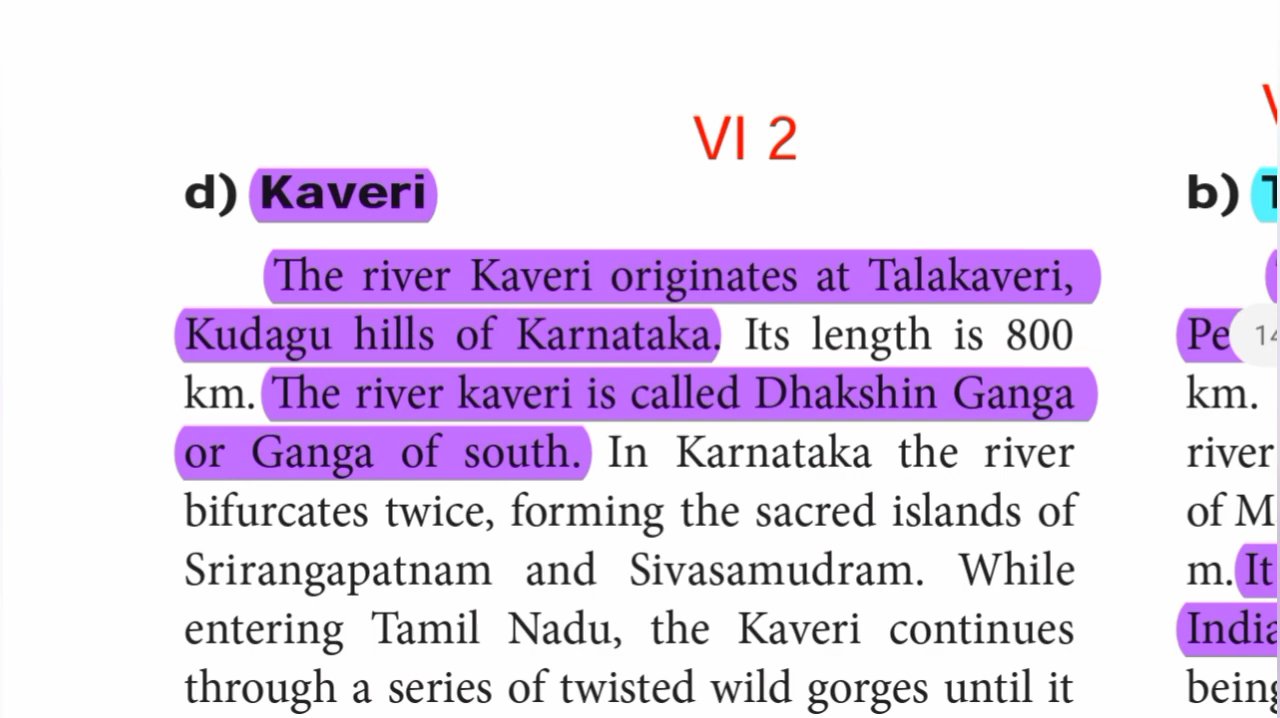 VI 2
d) Kaveri
The river Kaveri originates at Talakaveri,
Kudagu hills of Karnataka. Its length is 800
km. The river kaveri is called Dhakshin Ganga
or Ganga of south. In Karnataka the river
bifurcates twice, forming the sacred islands of
Srirangapatnam and Sivasamudram. While
entering Tamil Nadu, the Kaveri continues
through a series of twisted wild gorges until it
b)
km.
river
of M
m. It
India
being